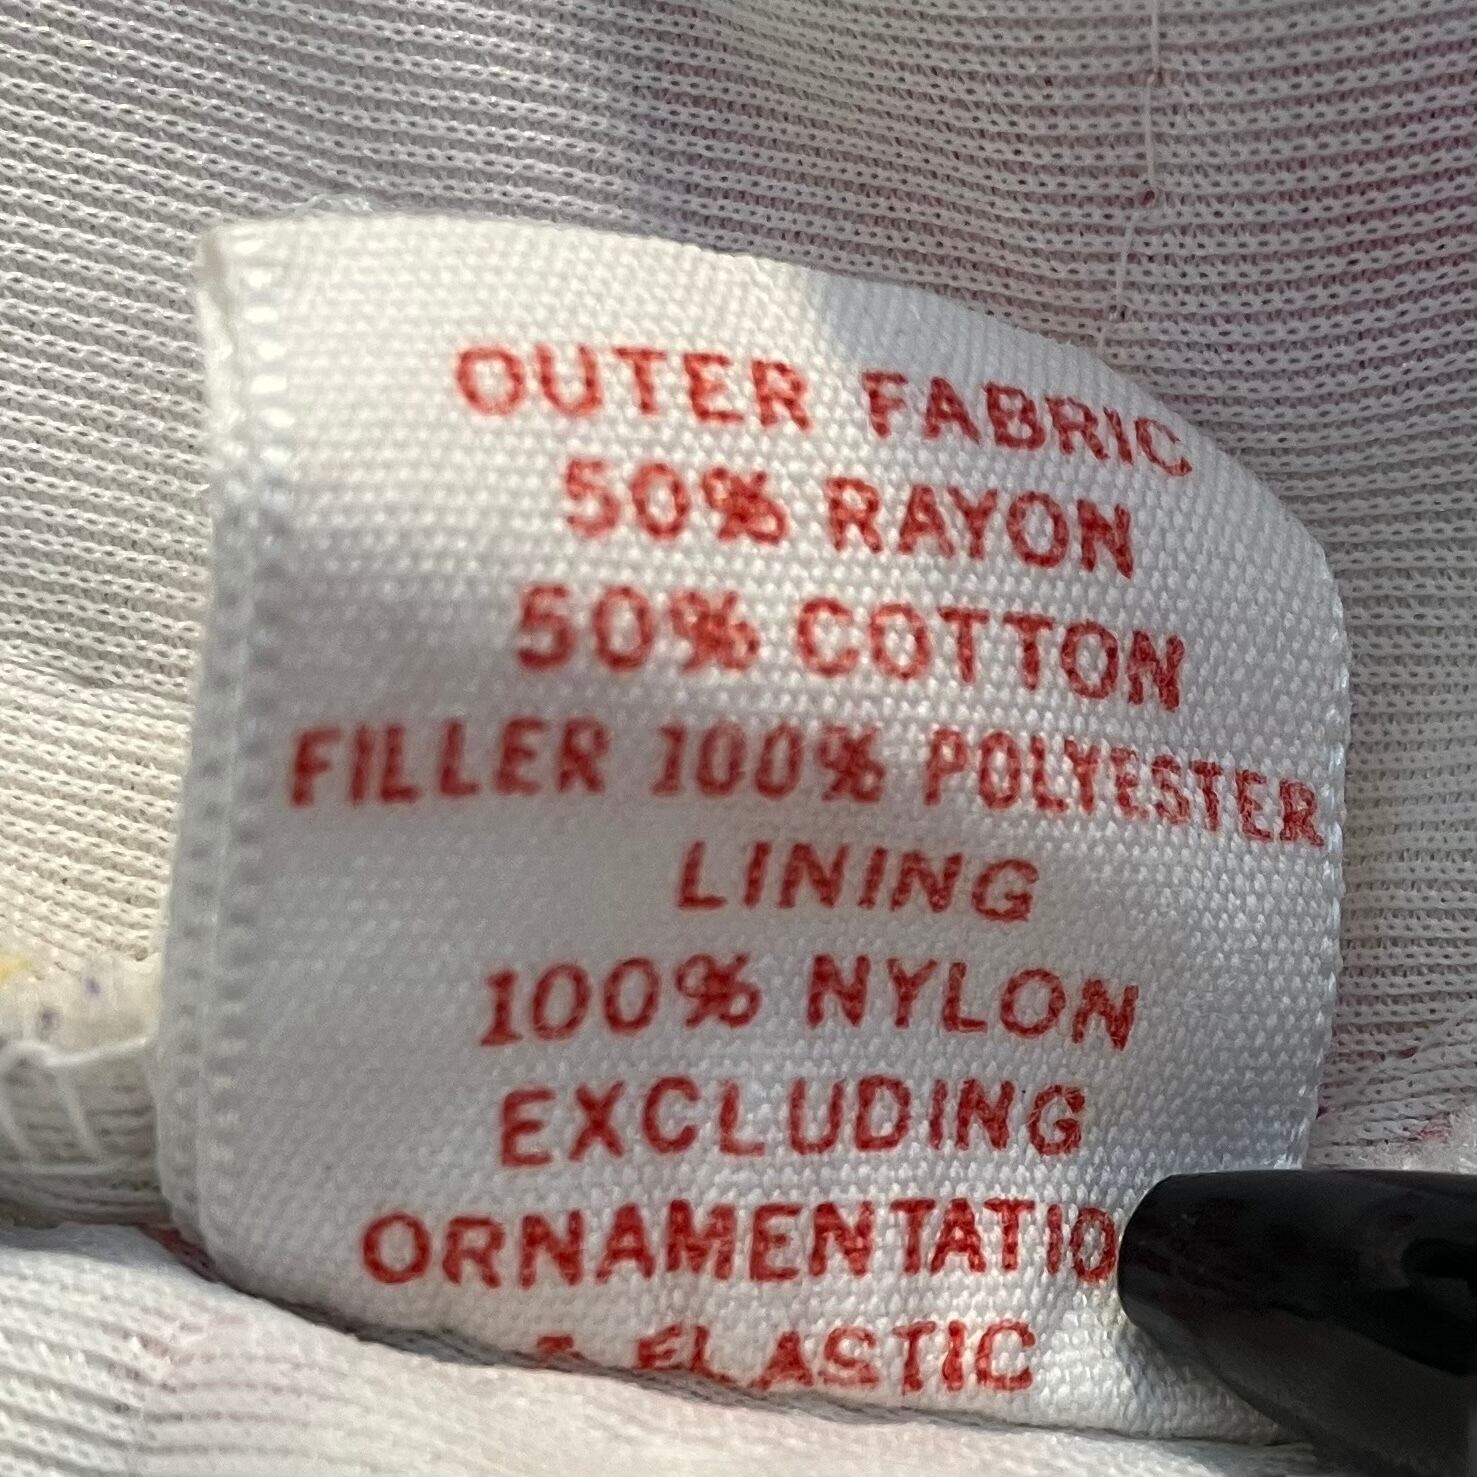 OUTER FABRIC
50% RAYON
50% COTTON
FILLER 100% POLYESTER
LINING
100% NYLON
EXCLUDING
ORNAMENTATIO
ELASTIC